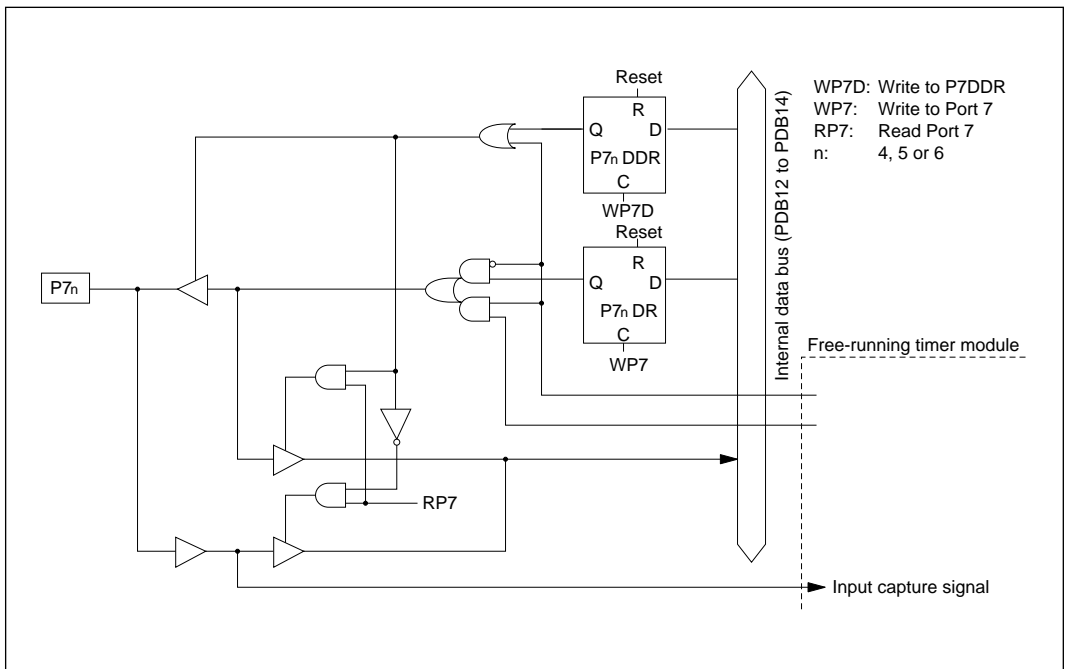 Reset
R
Q D
P7n DDR
C
WP7D
Reset
R
Q D
P7n DR
C
WP7
P7n
RP7
Internal data bus (PDB12 to PDB14)
WP7D: Write to P7DDR
WP7: Write to Port 7
RP7: Read Port 7
n: 4, 5 or 6
Free-running timer module
Input capture signal